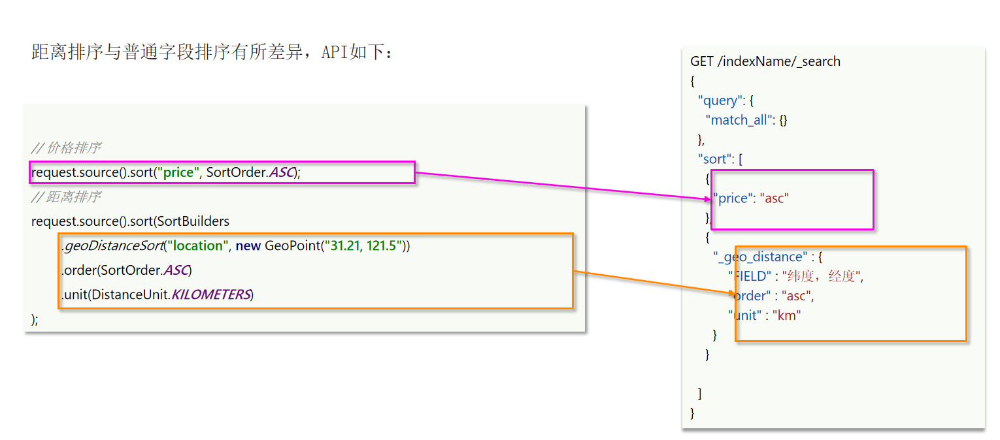 距离排序与普通字段排序有所差异，API如下：
// 价格排序
request.source().sort("price", SortOrder.ASC);
// 距离排序
request.source().sort(SortBuilders
.geoDistanceSort("location", new GeoPoint("31.21, 121.5"))
.order(SortOrder.ASC)
.unit(DistanceUnit.KILOMETERS)
);
GET /indexName/_search
{
"query": {
"match_all": {}
},
"sort": [
{
"price": "asc"
},
{
"_geo_distance" : {
"FIELD" : "纬度，经度",
"order" : "asc",
"unit" : "km"
}
}
]
}